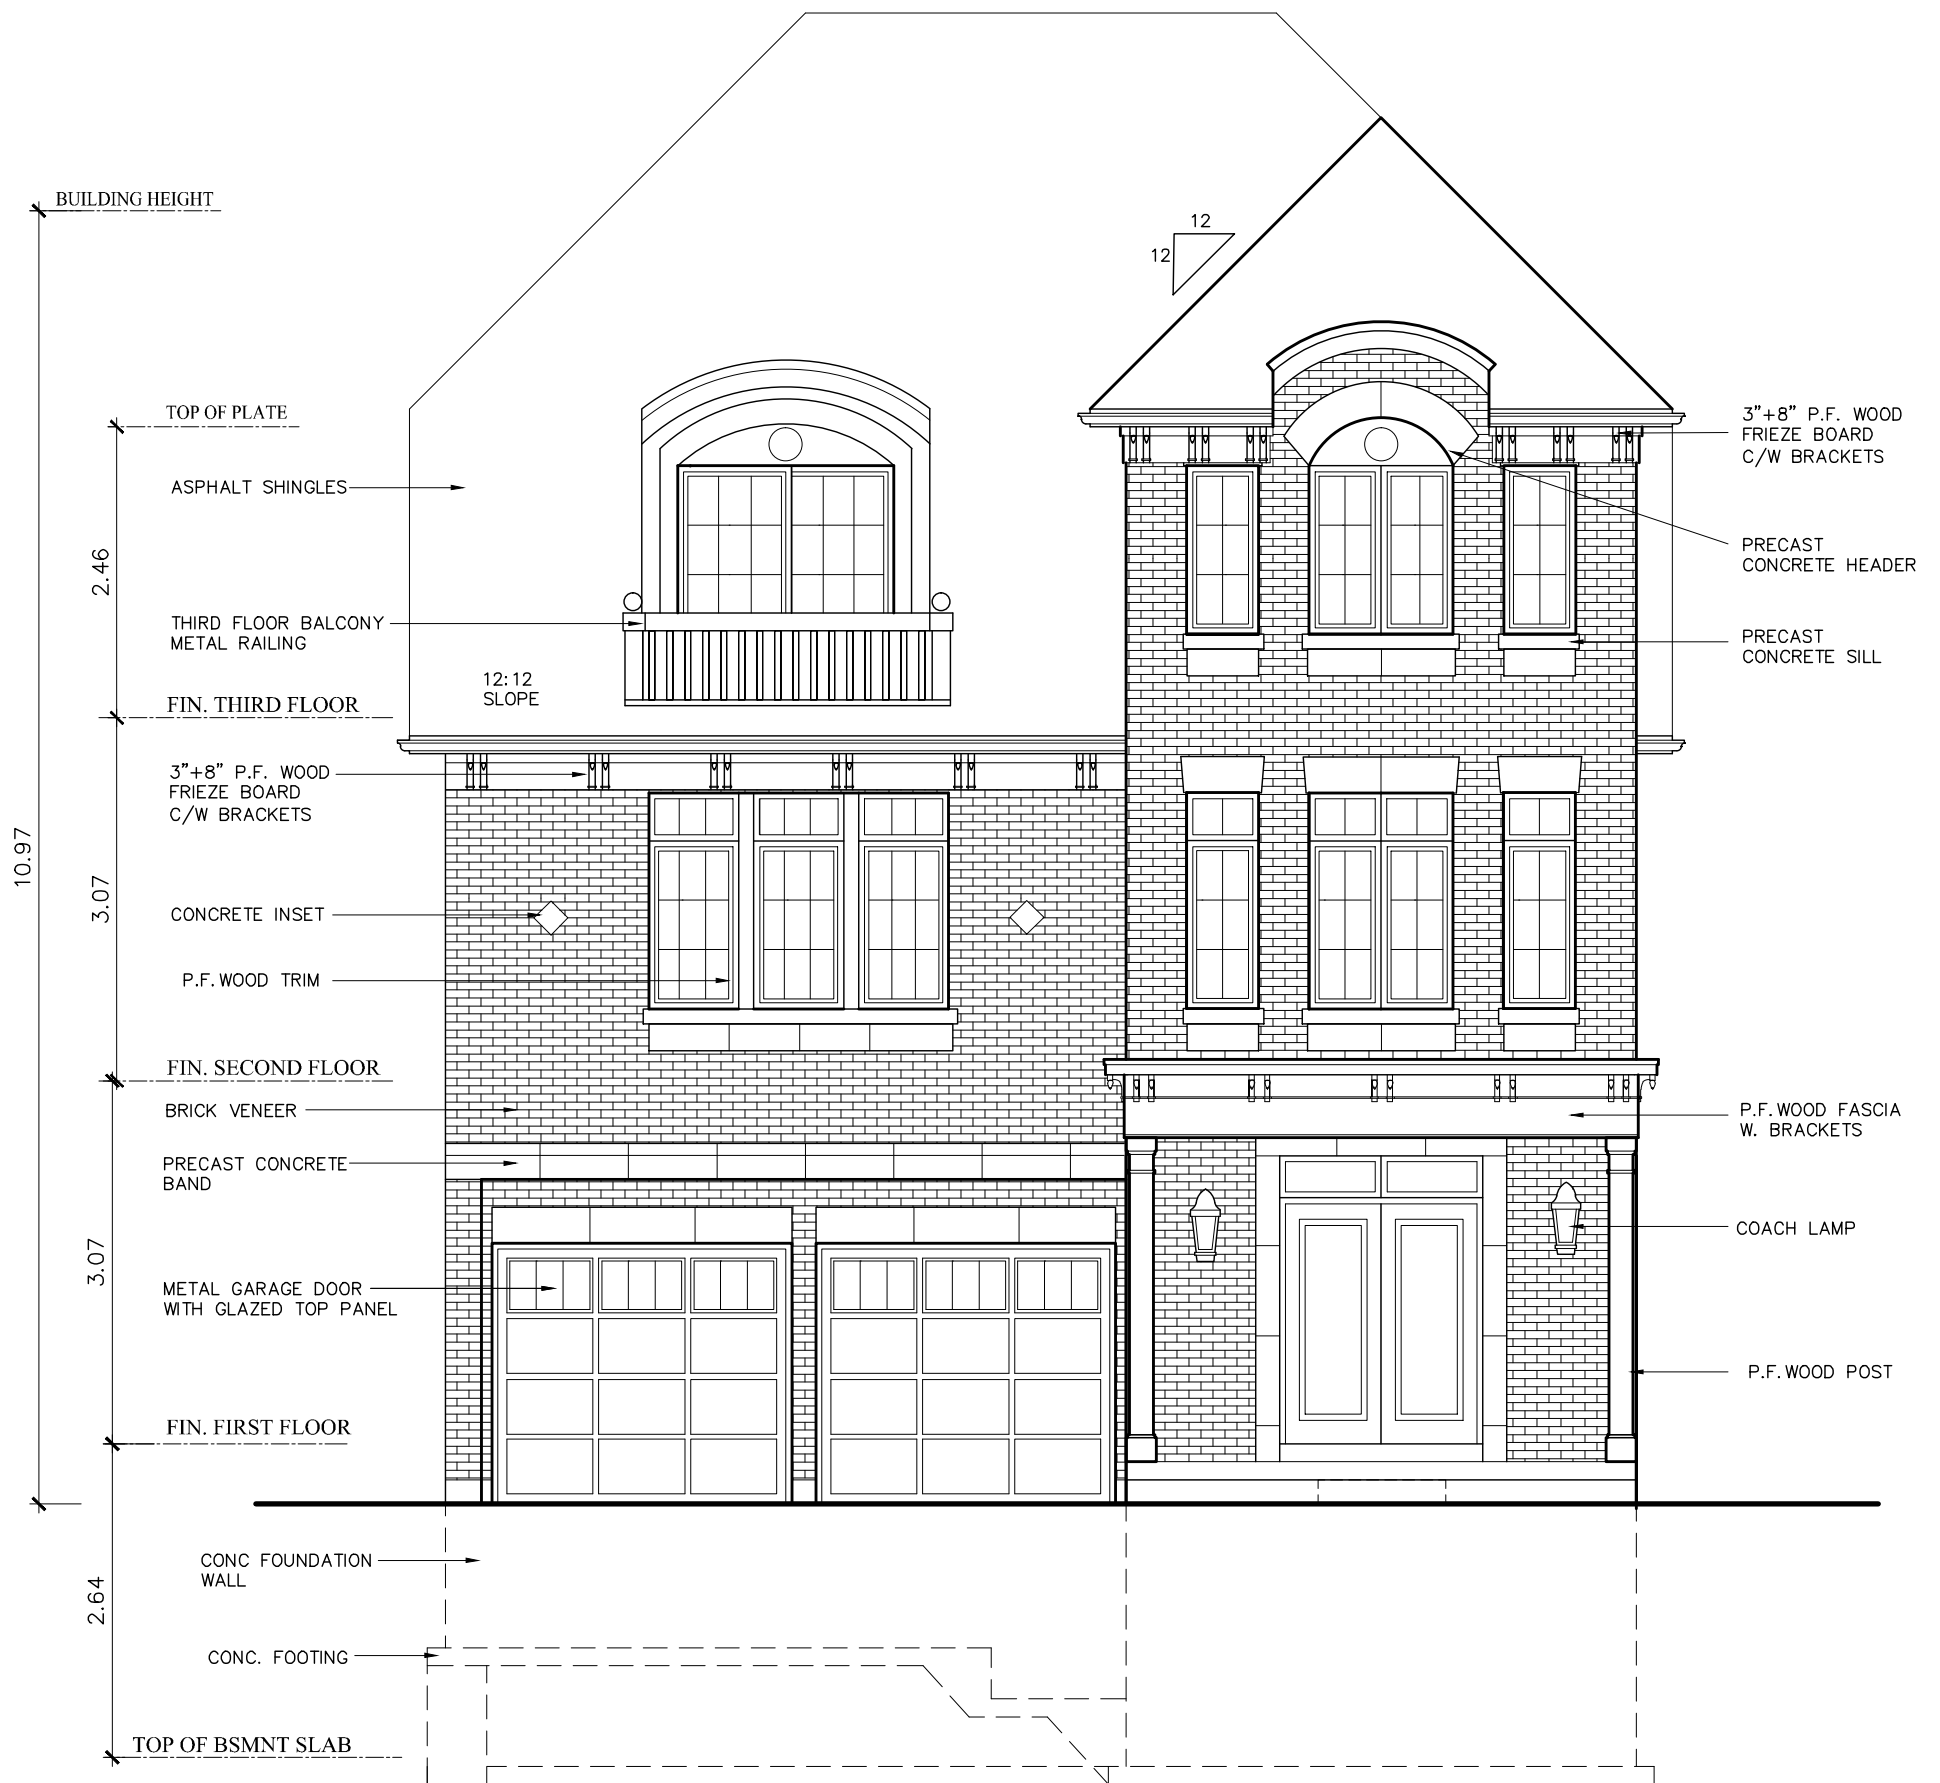 BUILDING HEIGHT
12
12
TOP OF PLATE
3"+8" P.F. WOOD
FRIEZE BOARD
C/W BRACKETS
ASPHALT SHINGLES
2.46
PRECAST
CONCRETE HEADER
THIRD FLOOR BALCONY
METAL RAILING
PRECAST
CONCRETE SILL
12:12
SLOPE
FIN. THIRD FLOOR
3"+8" P.F. WOOD
FRIEZE BOARD
C/W BRACKETS
10.97
3.07
CONCRETE INSET
P.F.WOOD TRIM
FIN. SECOND FLOOR
BRICK VENEER
P.F.WOOD FASCIA
W. BRACKETS
PRECAST CONCRETE
BAND
COACH LAMP
3.07
METAL GARAGE DOOR
WITH GLAZED TOP PANEL
P.F.WOOD POST
FIN. FIRST FLOOR
CONC FOUNDATION
WALL
2.64
CONC. FOOTING
TOP OF BSMNT SLAB